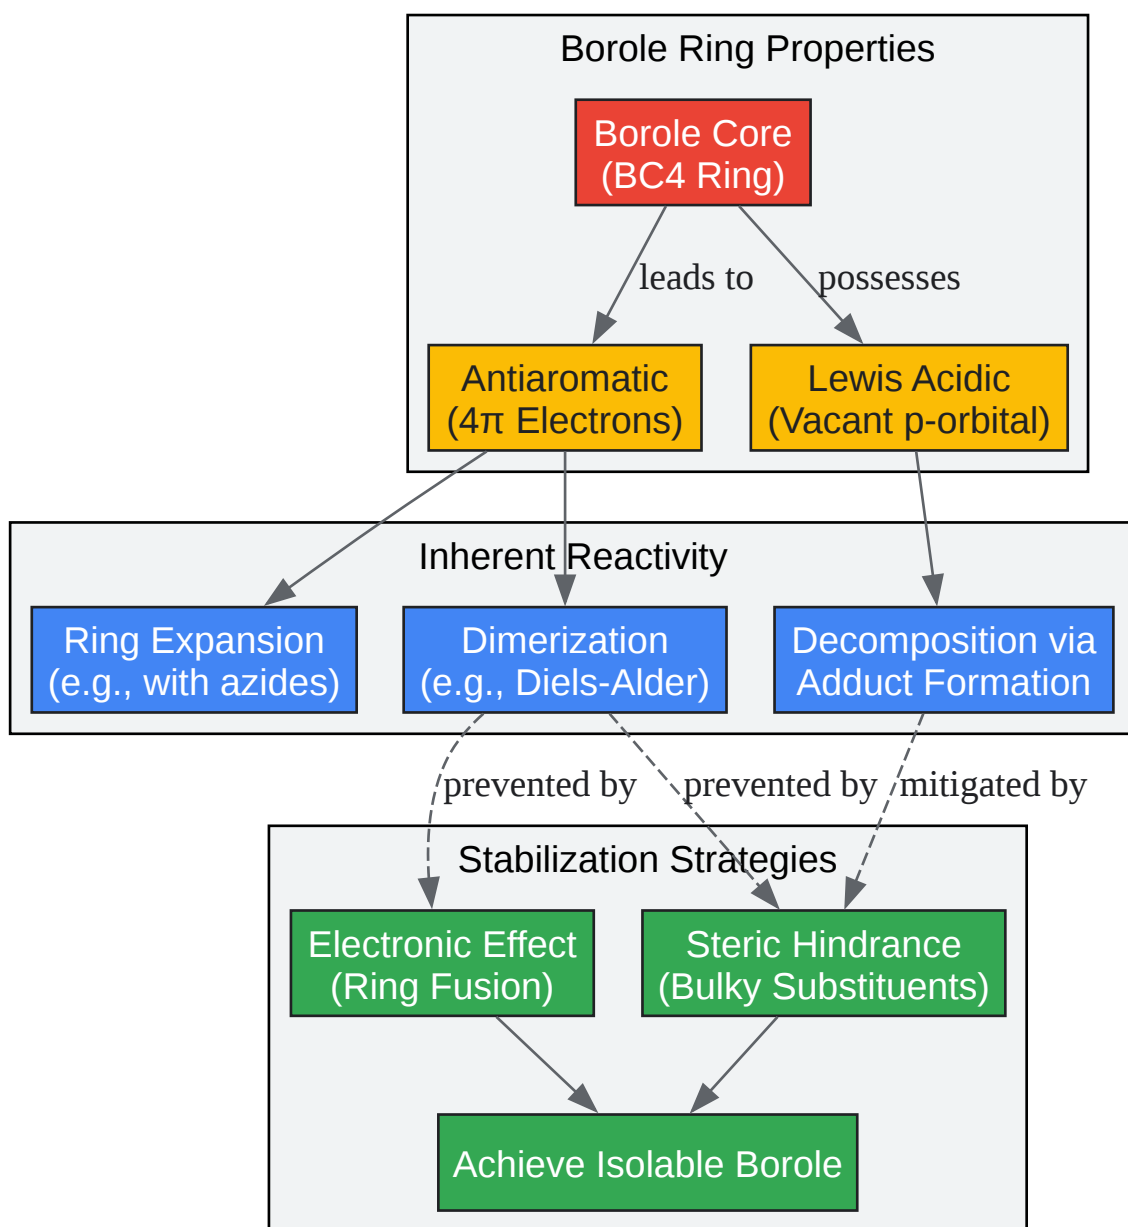 Borole Ring Properties
Borole Core
(BC4 Ring)
leads to
possesses
Antiaromatic
(4π Electrons)
Lewis Acidic
(Vacant p-orbital)
Inherent Reactivity
Ring Expansion
(e.g., with azides)
Dimerization
(e.g., Diels-Alder)
Decomposition via
Adduct Formation
prevented by
prevented by
mitigated by
Stabilization Strategies
Electronic Effect
(Ring Fusion)
Steric Hindrance
(Bulky Substituents)
Achieve Isolable Borole